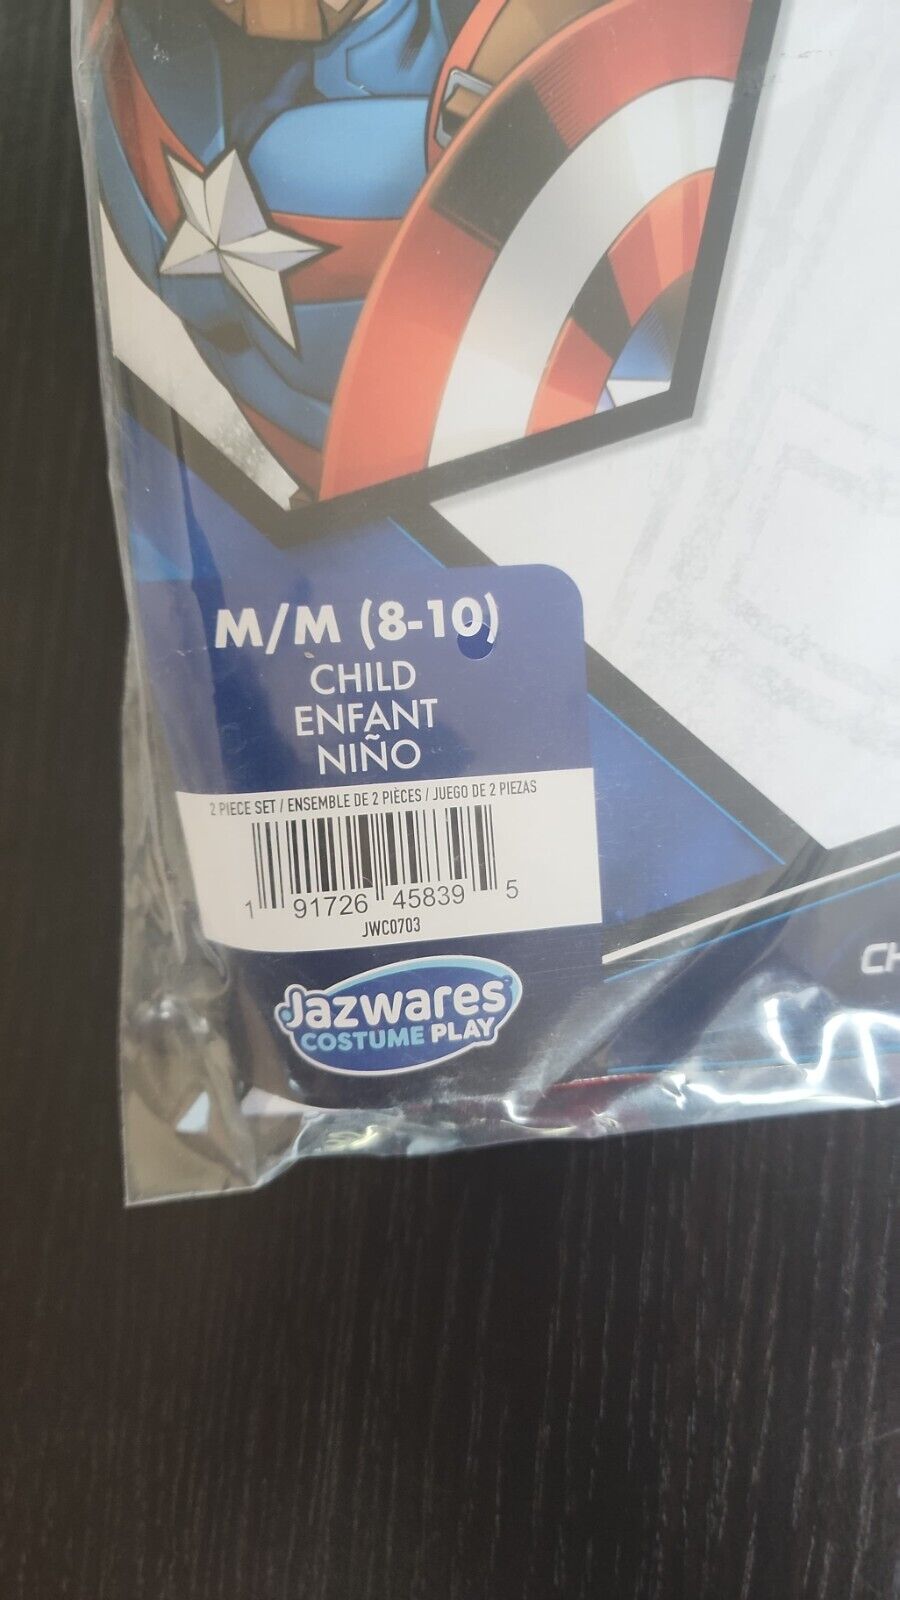 M/M (8-10)
CHILD
ENFANT
NIÑO
2 PIECE SET / ENSEMBLE DE 2 PIÈCES / JUEGO DE 2 PIEZAS
1 91726 45839 5
JWC0703
CH
Jazwares
COSTUME PLAY